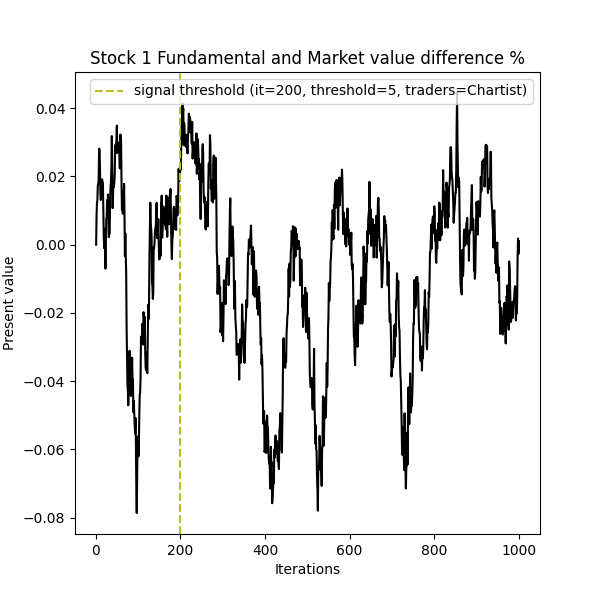 Stock 1 Fundamental and Market value difference %
signal threshold (it=200, threshold=5, traders=Chartist)
0.04
0.02
0.00
−0.02
−0.04
−0.06
−0.08
Present value
0 200 400 600 800 1000
Iterations